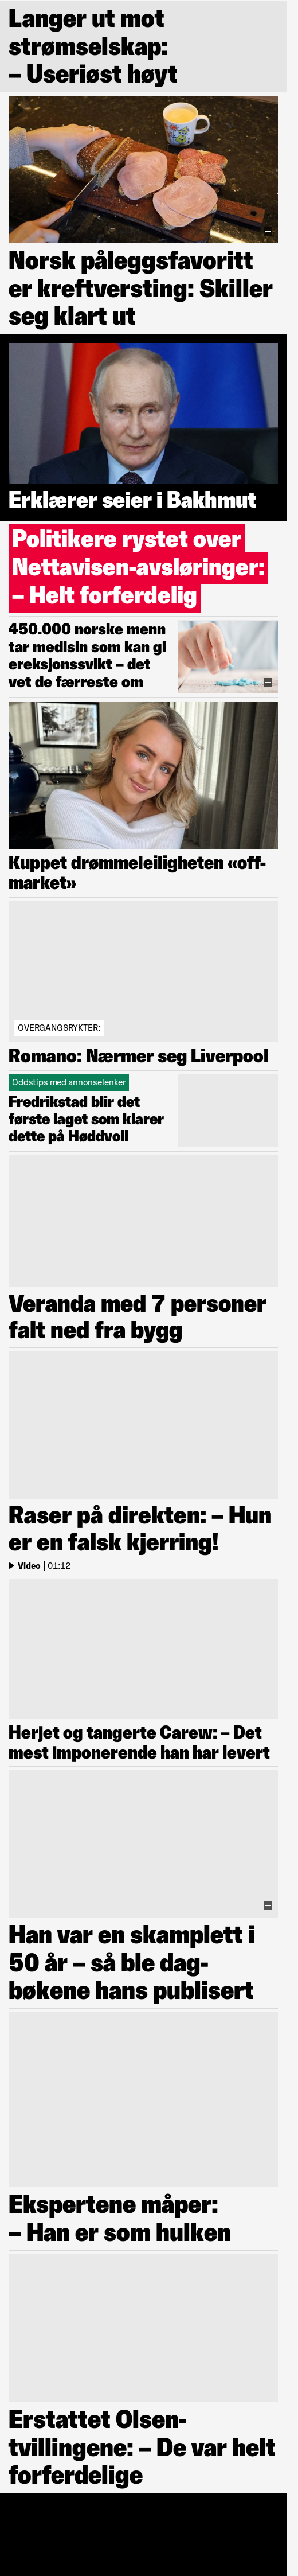 Langer ut mot
strømselskap:
– Useriøst høyt
Norsk påleggsfavoritt
er kreftversting: Skiller
seg klart ut
Erklærer seier i Bakhmut
Politikere rystet over
Nettavisen-avsløringer:
– Helt forferdelig
450.000 norske menn
tar medisin som kan gi
ereksjonssvikt – det
vet de færreste om
Kuppet drømmeleiligheten «off-
market»
OVERGANGSRYKTER:
Romano: Nærmer seg Liverpool
Oddstips med annonselenker
Fredrikstad blir det
første laget som klarer
dette på Høddvoll
Veranda med 7 personer
falt ned fra bygg
Raser på direkten: – Hun
er en falsk kjerring!
Video | 01:12
Herjet og tangerte Carew: – Det
mest imponerende han har levert
Han var en skamplett i
50 år – så ble dag-
bøkene hans publisert
Ekspertene måper:
– Han er som hulken
Erstattet Olsen-
tvillingene: – De var helt
forferdelige